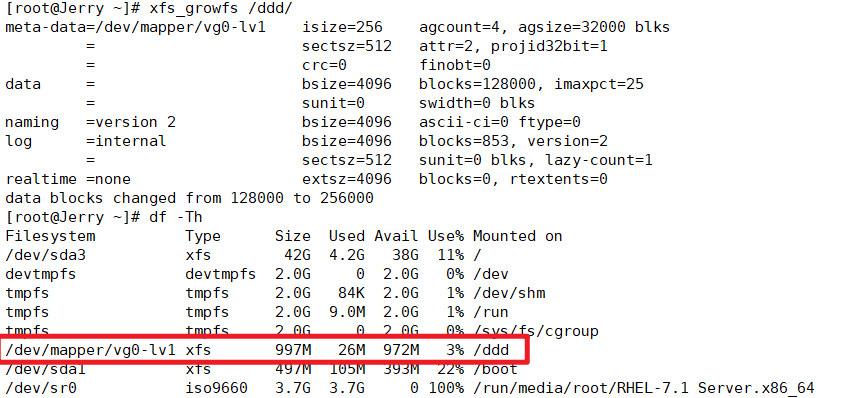 [root@Jerry ~]# xfs_growfs /ddd/
meta-data=/dev/mapper/vg0-lv1    isize=256    agcount=4, agsize=32000 blks
         =                       sectsz=512   attr=2, projid32bit=1
         =                       crc=0        finobt=0
data     =                       bsize=4096   blocks=128000, imaxpct=25
         =                       sunit=0      swidth=0 blks
naming   =version 2              bsize=4096   ascii-ci=0 ftype=0
log      =internal               bsize=4096   blocks=853, version=2
         =                       sectsz=512   sunit=0 blks, lazy-count=1
realtime =none                   extsz=4096   blocks=0, rtextents=0
data blocks changed from 128000 to 256000
[root@Jerry ~]# df -Th
Filesystem          Type      Size  Used Avail Use% Mounted on
/dev/sda3           xfs        42G  4.2G   38G  11% /
devtmpfs            devtmpfs  2.0G     0  2.0G   0% /dev
tmpfs               tmpfs     2.0G   84K  2.0G   1% /dev/shm
tmpfs               tmpfs     2.0G  9.0M  2.0G   1% /run
tmpfs               tmpfs     2.0G     0  2.0G   0% /sys/fs/cgroup
/dev/mapper/vg0-lv1 xfs       997M   26M  972M   3% /ddd
/dev/sda1           xfs       497M  105M  393M  22% /boot
/dev/sr0            iso9660   3.7G  3.7G     0 100% /run/media/root/RHEL-7.1 Server.x86_64